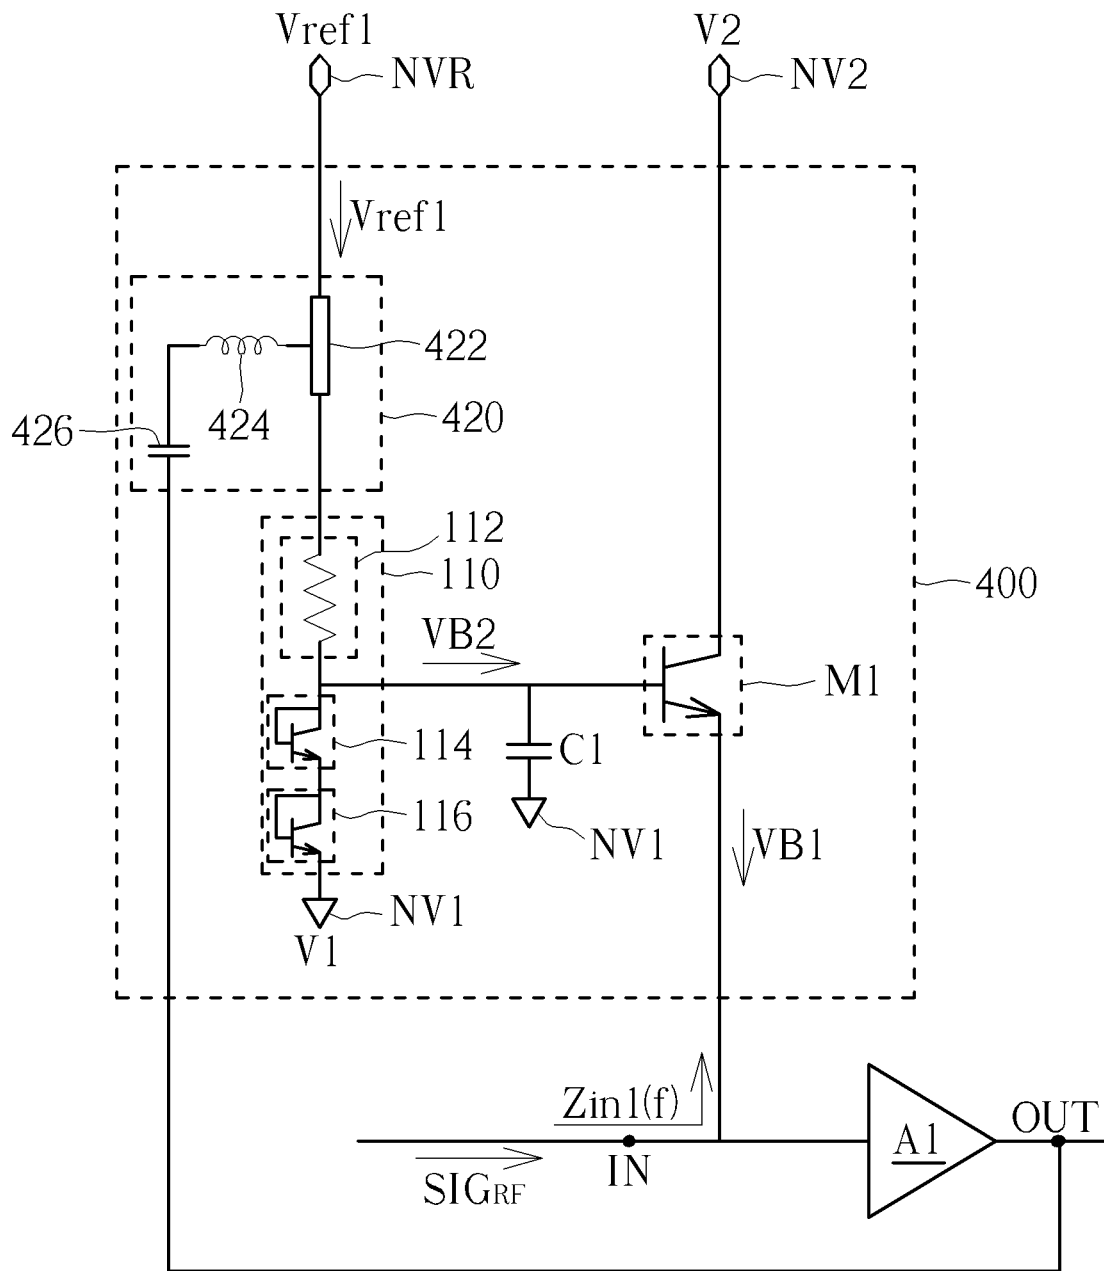 Vref1
V2
NVR
NV2
Vref1
422
424
420
426
112
110
400
VB2
M1
114
C1
116
NV1
VB1
NV1
V1
Zin1(f)
OUT
A1
IN
SIGRF